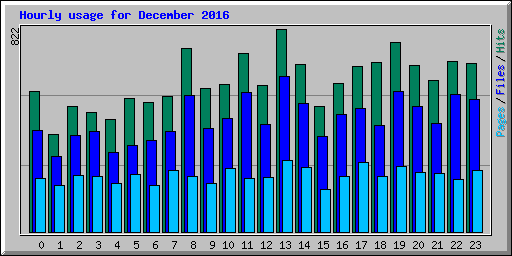 Hourly usage for December 2016
822
Pages / Files / Hits
0 1 2 3 4 5 6 7 8 9 10 11 12 13 14 15 16 17 18 19 20 21 22 23